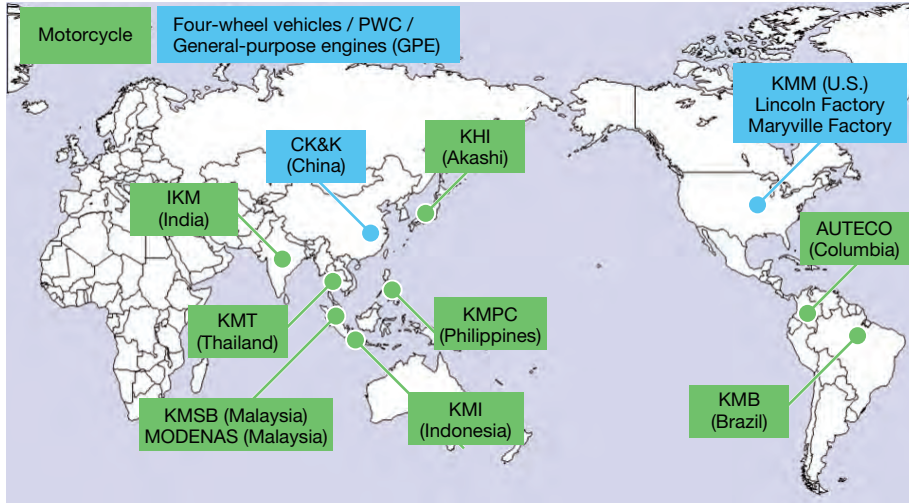 Motorcycle
Four-wheel vehicles / PWC /
General-purpose engines (GPE)
KMM (U.S.)
Lincoln Factory
Maryville Factory
CK&K
(China)
KHI
(Akashi)
IKM
(India)
AUTECO
(Columbia)
KMT
(Thailand)
KMPC
(Philippines)
KMSB (Malaysia)
MODENAS (Malaysia)
KMI
(Indonesia)
KMB
(Brazil)